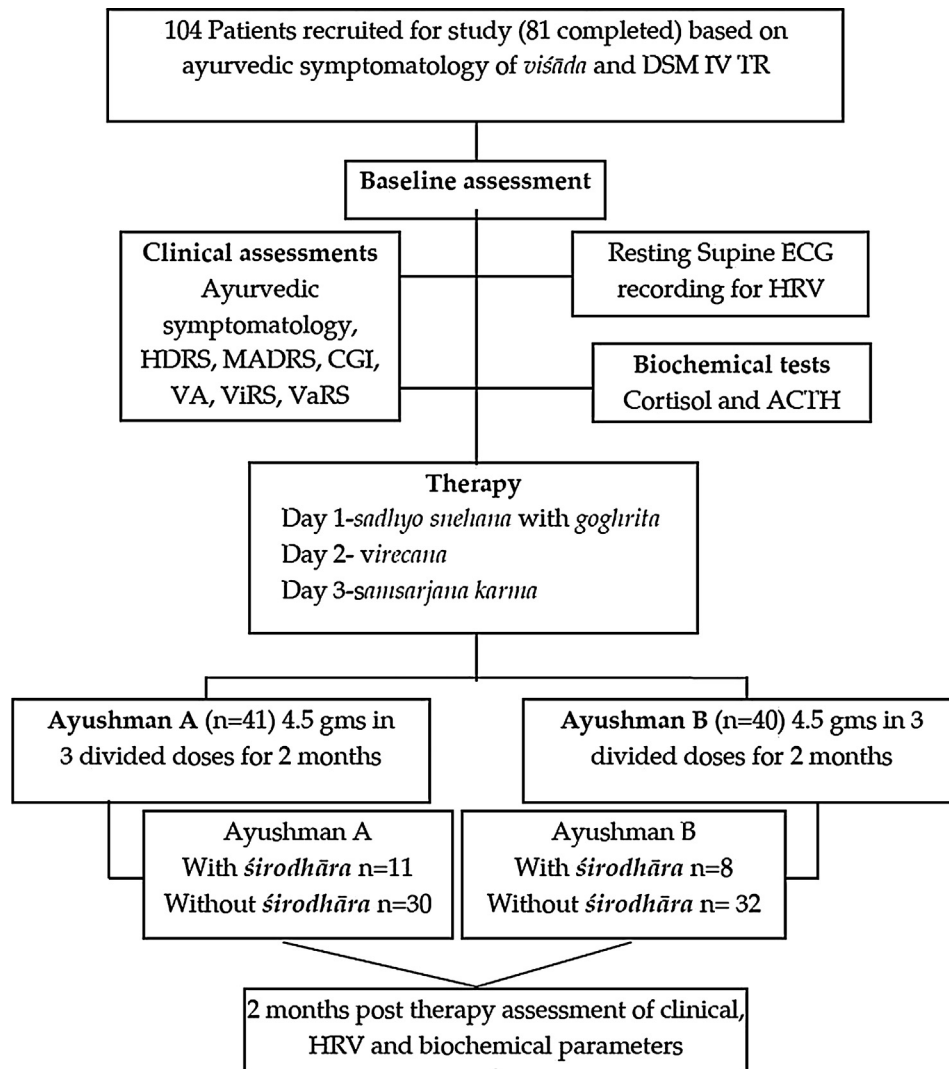 104 Patients recruited for study (81 completed) based on
ayurvedic symptomatology of viśāda and DSM IV TR
Baseline assessment
Clinical assessments
Ayurvedic
symptomatology,
HDRS, MADRS, CGI,
VA, ViRS, VaRS
Resting Supine ECG
recording for HRV
Biochemical tests
Cortisol and ACTH
Therapy
Day 1-sadhyo snehana with goghrita
Day 2- virecana
Day 3-samsarjana karma
Ayushman A (n=41) 4.5 gms in
3 divided doses for 2 months
Ayushman B (n=40) 4.5 gms in 3
divided doses for 2 months
Ayushman A
With śirodhāra n=11
Without śirodhāra n=30
Ayushman B
With śirodhāra n=8
Without śirodhāra n= 32
2 months post therapy assessment of clinical,
HRV and biochemical parameters